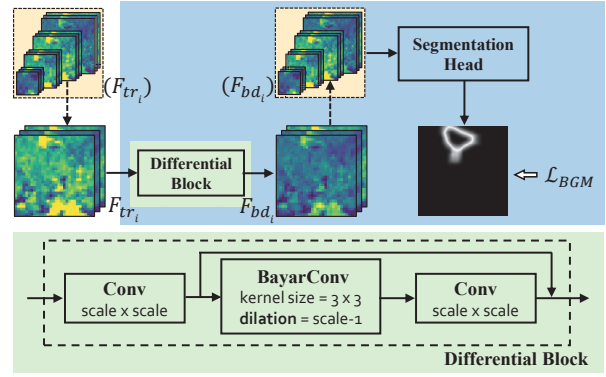 (F_{tr_i})
(F_{bd_i})
Segmentation
Head
Differential
Block
F_{tr_i}
F_{bd_i}
ℒ_{BGM}
Conv
scale x scale
BayarConv
kernel size = 3 x 3
dilation = scale-1
Conv
scale x scale
Differential Block